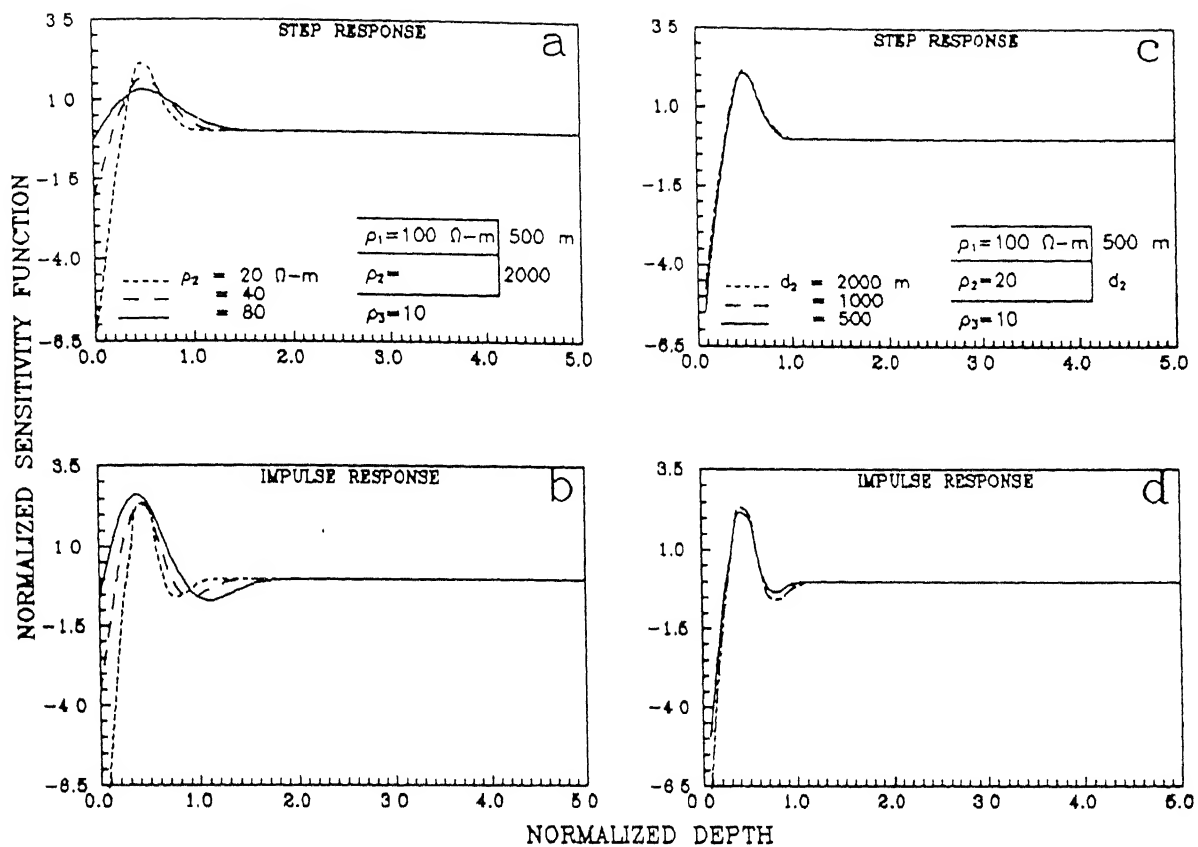 NORMALIZED SENSITIVITY FUNCTION
STEP RESPONSE
a
3 5
1 0
-1 5
-4 0
-6.5
0.0 1.0 2.0 3.0 4 0 5.0
ρ₂ = 20 Ω-m
= 40
= 80
ρ₁=100 Ω-m 500 m
ρ₂= 2000
ρ₃=10
STEP RESPONSE
c
3 5
1.0
-1.5
-4.0
-6.5
0.0 1.0 2.0 3.0 4.0 5.0
d₂ = 2000 m
= 1000
= 500
ρ₁=100 Ω-m 500 m
ρ₂=20 d₂
ρ₃=10
IMPULSE RESPONSE
b
3.5
1 0
-1.5
-4 0
-6.5
0.0 1.0 2.0 3.0 4.0 5.0
IMPULSE RESPONSE
d
3.5
1 0
-1.5
-4 0
-6 5
0 0 1.0 2.0 3.0 4.0 5.0
NORMALIZED DEPTH